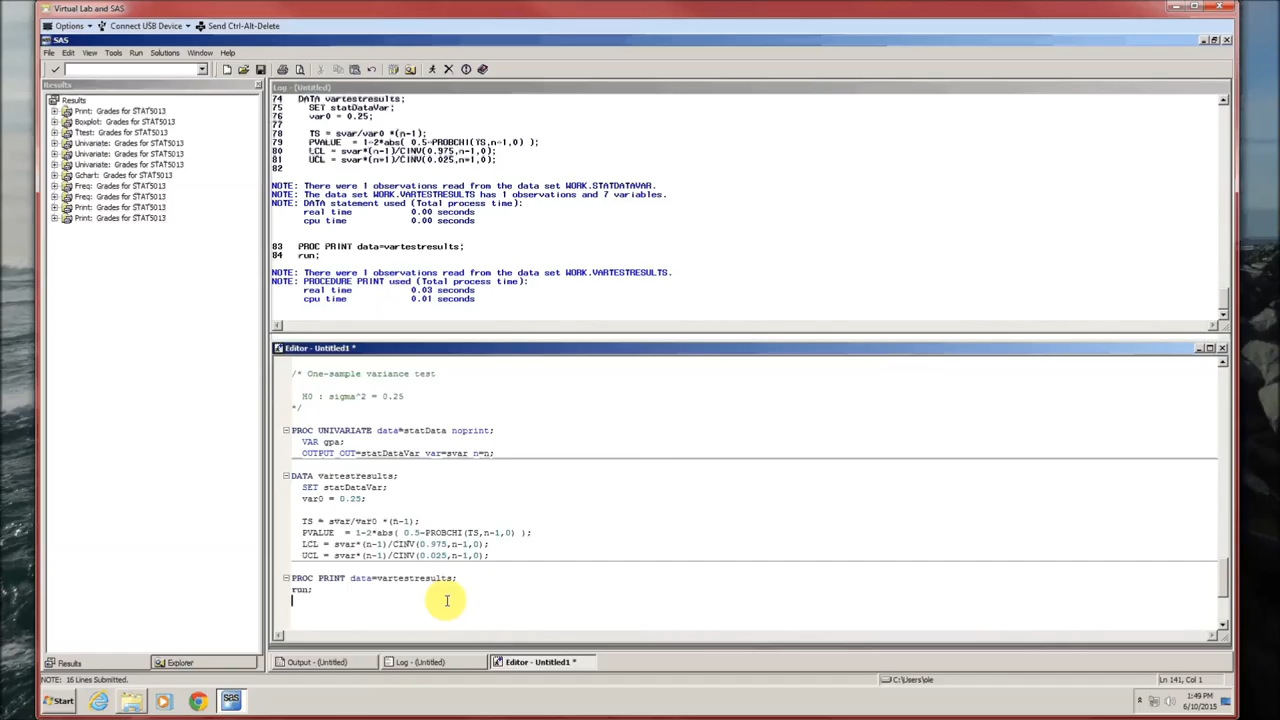 Virtual Lab and SAS
Options Connect USB Device Send Ctrl-Alt-Delete
SAS
File Edit View Tools Run Solutions Window Help
Results
Results
Print: Grades for STAT5013
Boxplot: Grades for STAT5013
Ttest: Grades for STAT5013
Univariate: Grades for STAT5013
Univariate: Grades for STAT5013
Univariate: Grades for STAT5013
Gchart: Grades for STAT5013
Freq: Grades for STAT5013
Freq: Grades for STAT5013
Print: Grades for STAT5013
Print: Grades for STAT5013
Log - (Untitled)
74 DATA vartestresults;
75 SET statDataVar;
76 var0 = 0.25;
77
78 TS = svar/var0 *(n-1);
79 PVALUE = 1-2*abs( 0.5-PROBCHI(TS,n-1,0) );
80 LCL = svar*(n-1)/CINV(0.975,n-1,0);
81 UCL = svar*(n-1)/CINV(0.025,n-1,0);
82
NOTE: There were 1 observations read from the data set WORK.STATDATAVAR.
NOTE: The data set WORK.VARTESTRESULTS has 1 observations and 7 variables.
NOTE: DATA statement used (Total process time):
real time 0.00 seconds
cpu time 0.00 seconds
83 PROC PRINT data=vartestresults;
84 run;
NOTE: There were 1 observations read from the data set WORK.VARTESTRESULTS.
NOTE: PROCEDURE PRINT used (Total process time):
real time 0.03 seconds
cpu time 0.01 seconds
Editor - Untitled1 *
/* One-sample variance test
H0 : sigma^2 = 0.25
*/
PROC UNIVARIATE data=statData noprint;
VAR gpa;
OUTPUT OUT=statDataVar var=svar n=n;
DATA vartestresults;
SET statDataVar;
var0 = 0.25;
TS = svar/var0 *(n-1);
PVALUE = 1-2*abs( 0.5-PROBCHI(TS,n-1,0) );
LCL = svar*(n-1)/CINV(0.975,n-1,0);
UCL = svar*(n-1)/CINV(0.025,n-1,0);
PROC PRINT data=vartestresults;
run;
Results Explorer Output - (Untitled) Log - (Untitled) Editor - Untitled1 *
NOTE: 16 Lines Submitted. C:\Users\ple Ln 141, Col 1
Start sas 1:49 PM
6/10/2015